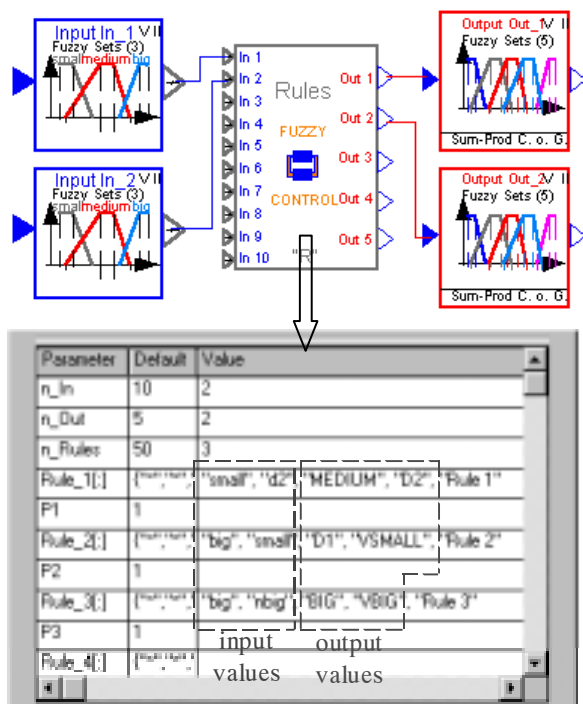 Input In_1 V II
Fuzzy Sets (3)
small medium big
Input In_2 V II
Fuzzy Sets (3)
small medium big
In 1
In 2
In 3
In 4
In 5
In 6
In 7
In 8
In 9
In 10
Rules
FUZZY
CONTROL
"R"
Out 1
Out 2
Out 3
Out 4
Out 5
Output Out_1 V II
Fuzzy Sets (5)
Sum-Prod C. o. G.
Output Out_2 V II
Fuzzy Sets (5)
Sum-Prod C. o. G.
Parameter Default Value
n_In 10 2
n_Out 5 2
n_Rules 50 3
Rule_1[:] {"*","*", "small", "d2", "MEDIUM", "D2", "Rule 1"
P1 1
Rule_2[:] {"*","*", "big", "small", "D1", "VSMALL", "Rule 2"
P2 1
Rule_3[:] {"*","*", "big", "nbig", "BIG", "VBIG", "Rule 3"
P3 1
Rule_4[:] {"*","*",
input values
output values